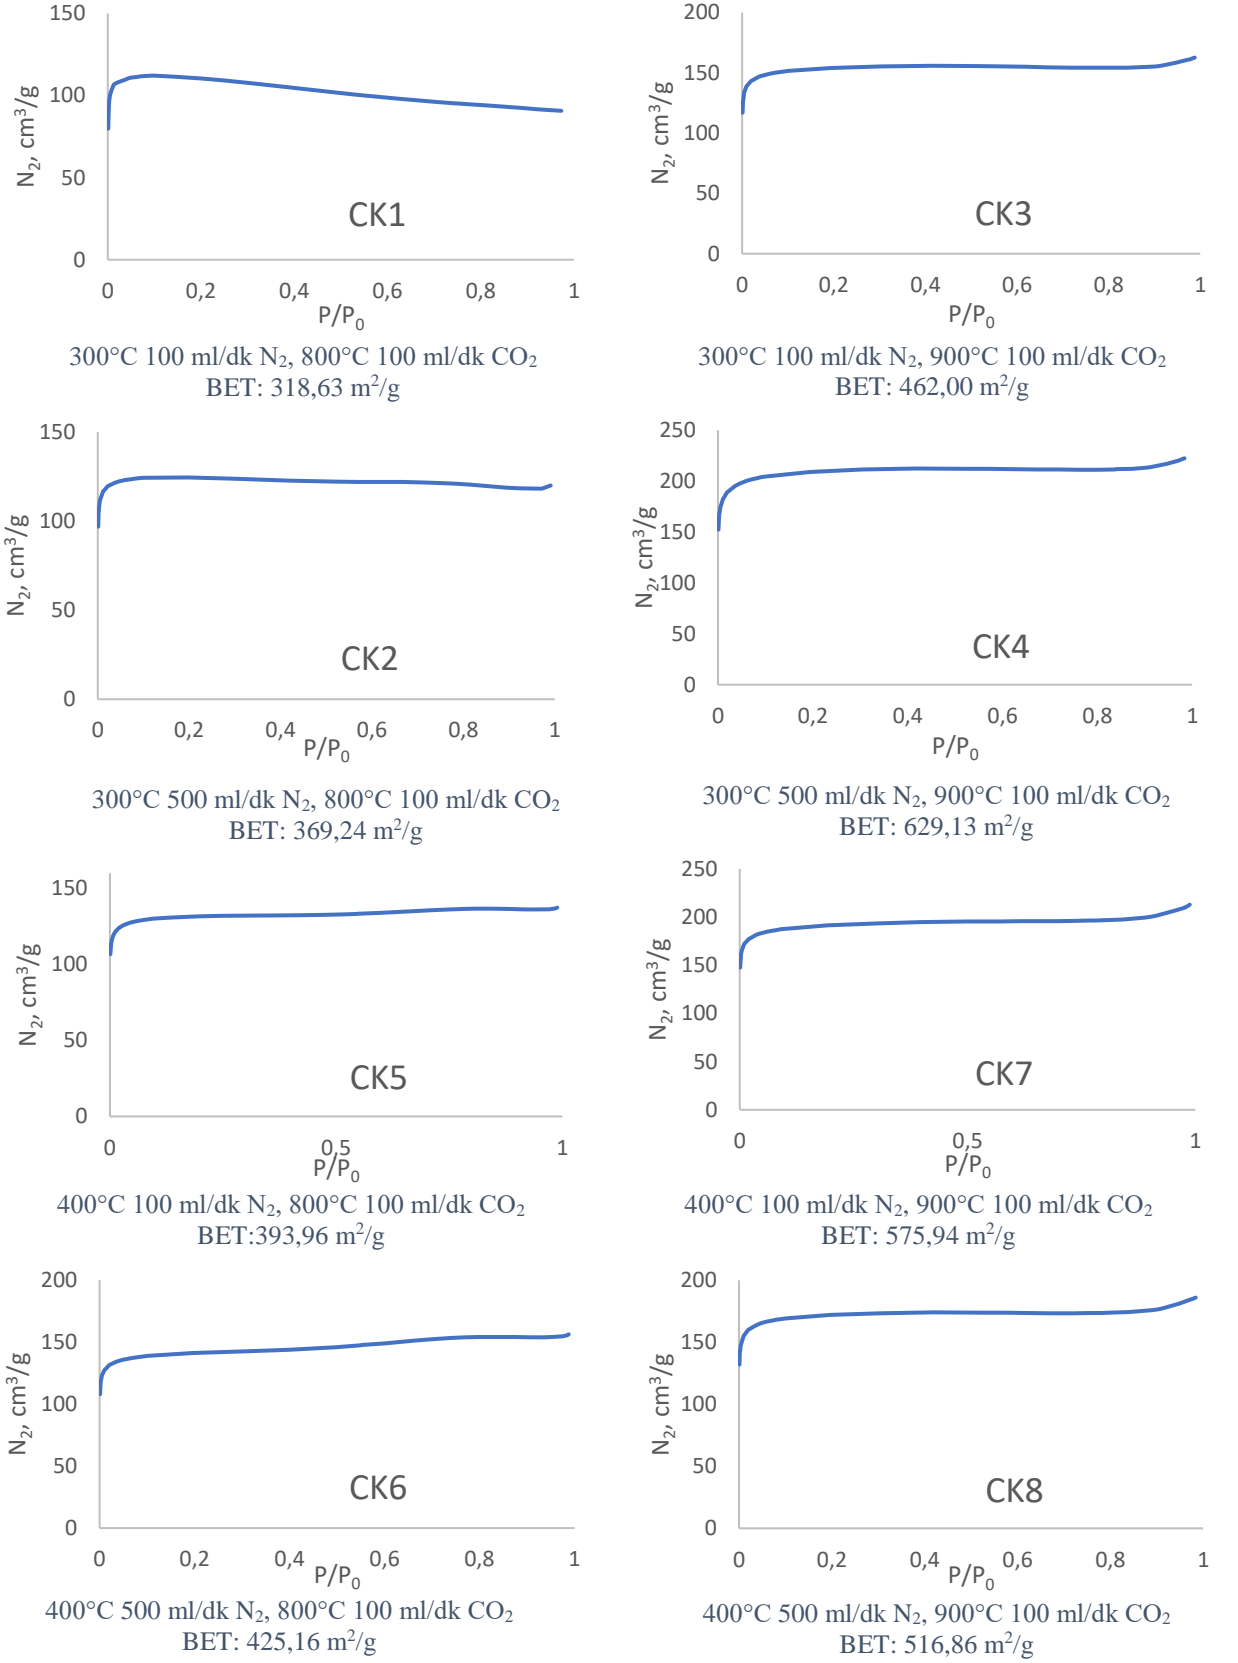 150
100
50
0
N₂, cm³/g
CK1
0 0,2 0,4 0,6 0,8 1
P/P₀
300°C 100 ml/dk N₂, 800°C 100 ml/dk CO₂
BET: 318,63 m²/g
200
150
100
50
0
N₂, cm³/g
CK3
0 0,2 0,4 0,6 0,8 1
P/P₀
300°C 100 ml/dk N₂, 900°C 100 ml/dk CO₂
BET: 462,00 m²/g
150
100
50
0
N₂, cm³/g
CK2
0 0,2 0,4 0,6 0,8 1
P/P₀
300°C 500 ml/dk N₂, 800°C 100 ml/dk CO₂
BET: 369,24 m²/g
250
200
150
100
50
0
N₂, cm³/g
CK4
0 0,2 0,4 0,6 0,8 1
P/P₀
300°C 500 ml/dk N₂, 900°C 100 ml/dk CO₂
BET: 629,13 m²/g
150
100
50
0
N₂, cm³/g
CK5
0 0,5 1
P/P₀
400°C 100 ml/dk N₂, 800°C 100 ml/dk CO₂
BET:393,96 m²/g
250
200
150
100
50
0
N₂, cm³/g
CK7
0 0,5 1
P/P₀
400°C 100 ml/dk N₂, 900°C 100 ml/dk CO₂
BET: 575,94 m²/g
200
150
100
50
0
N₂, cm³/g
CK6
0 0,2 0,4 0,6 0,8 1
P/P₀
400°C 500 ml/dk N₂, 800°C 100 ml/dk CO₂
BET: 425,16 m²/g
200
150
100
50
0
N₂, cm³/g
CK8
0 0,2 0,4 0,6 0,8 1
P/P₀
400°C 500 ml/dk N₂, 900°C 100 ml/dk CO₂
BET: 516,86 m²/g